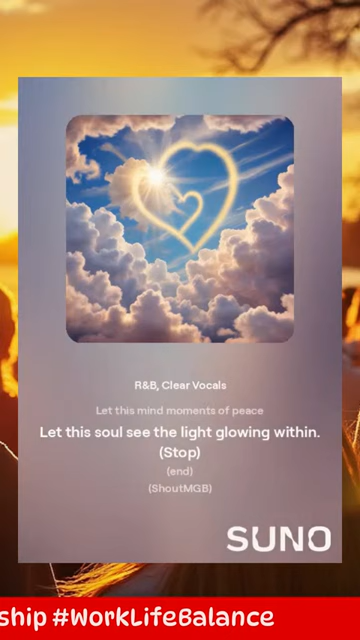 R&B, Clear Vocals
Let this mind moments of peace
Let this soul see the light glowing within.
(Stop)
(end)
(ShoutMGB)
SUNO
ship #WorkLifeBalance